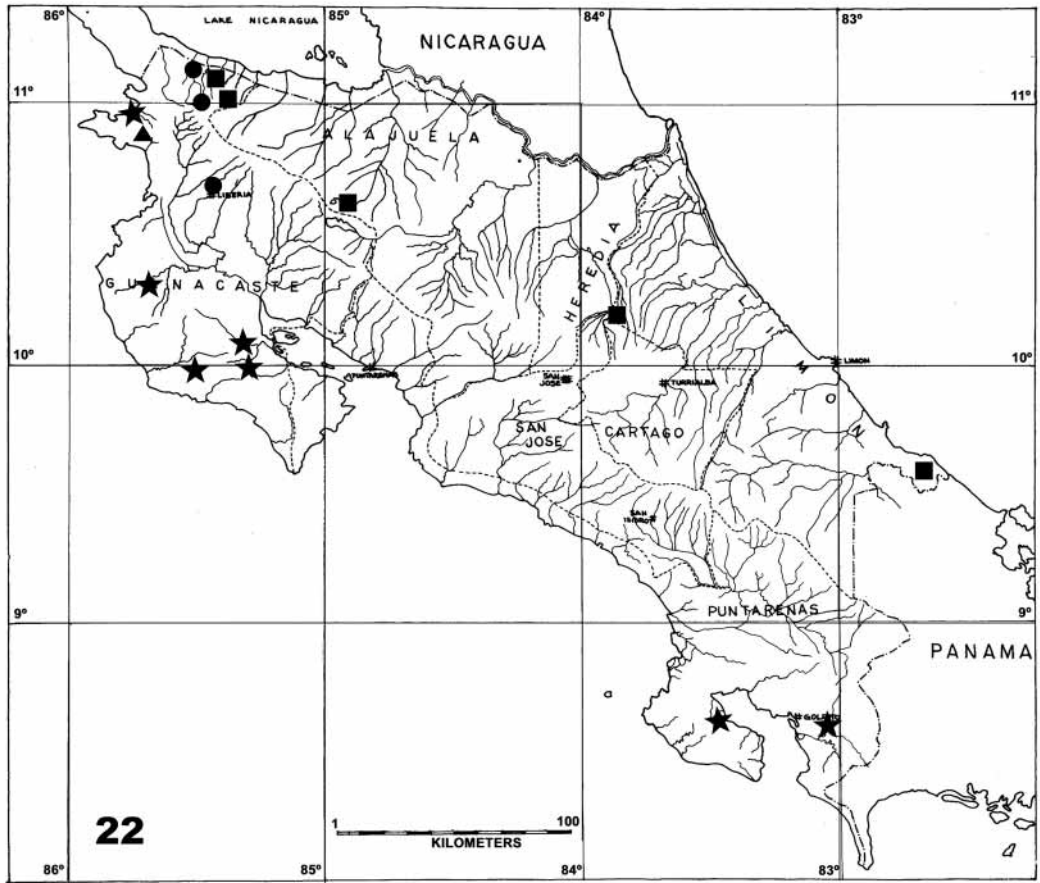 86°
85°
84°
83°
LAKE NICARAGUA
NICARAGUA
11°
11°
ALAJUELA
LIBERIA
HEREDIA
GUANACASTE
LIMON
10°
10°
PUNTARENAS
SAN JOSE
LIMON
TURRIALBA
SAN JOSE
CARTAGO
SAN ISIDRO
PUNTARENAS
9°
9°
PANAMA
GOLFITO
22
1
100
KILOMETERS
86°
85°
84°
83°